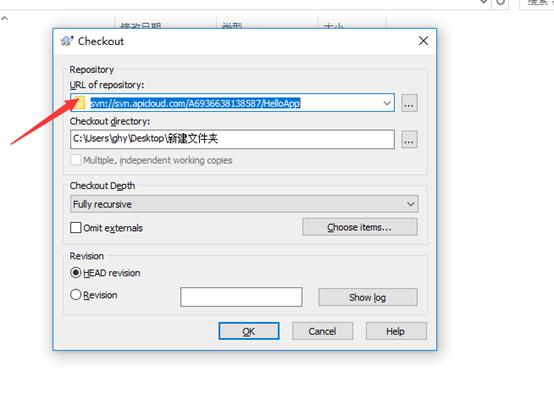 搜索
修改日期
类型
大小
Checkout
Repository
URL of repository:
svn://svn.apicloud.com/A6936638138587/HelloApp
...
Checkout directory:
C:\Users\ghy\Desktop\新建文件夹
...
Multiple, independent working copies
Checkout Depth
Fully recursive
Omit externals
Choose items...
Revision
HEAD revision
Revision
Show log
OK
Cancel
Help